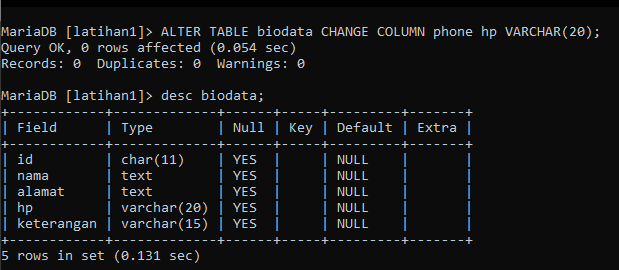 MariaDB [latihan1]> ALTER TABLE biodata CHANGE COLUMN phone hp VARCHAR(20);
Query OK, 0 rows affected (0.054 sec)
Records: 0  Duplicates: 0  Warnings: 0

MariaDB [latihan1]> desc biodata;
+------------+-------------+------+-----+---------+-------+
| Field      | Type        | Null | Key | Default | Extra |
+------------+-------------+------+-----+---------+-------+
| id         | char(11)    | YES  |     | NULL    |       |
| nama       | text        | YES  |     | NULL    |       |
| alamat     | text        | YES  |     | NULL    |       |
| hp         | varchar(20) | YES  |     | NULL    |       |
| keterangan | varchar(15) | YES  |     | NULL    |       |
+------------+-------------+------+-----+---------+-------+
5 rows in set (0.131 sec)